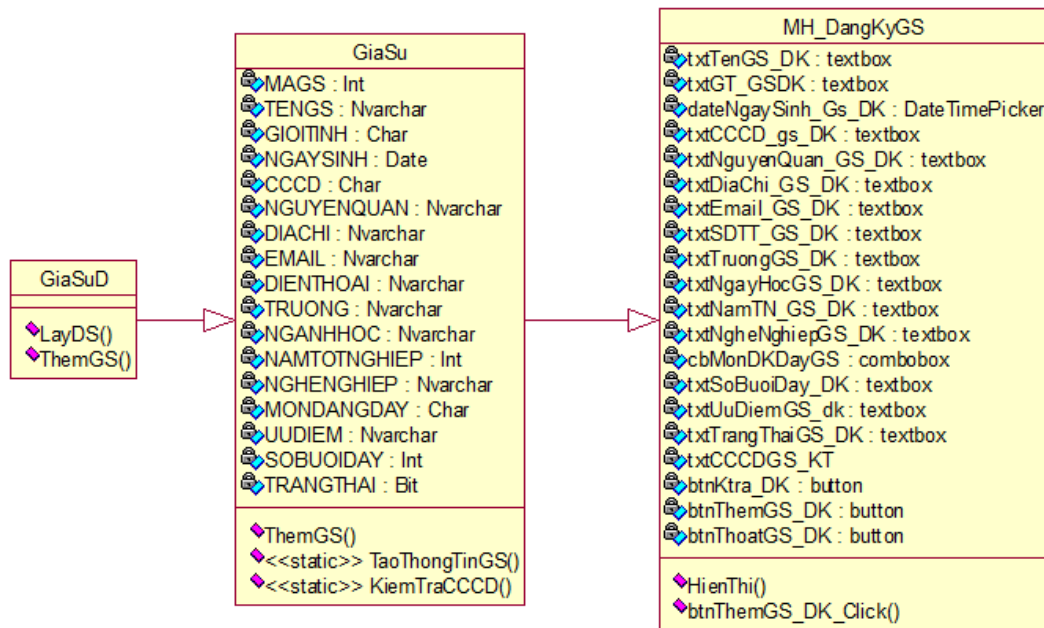 GiaSuD
LayDS()
ThemGS()
GiaSu
MAGS : Int
TENGS : Nvarchar
GIOITINH : Char
NGAYSINH : Date
CCCD : Char
NGUYENQUAN : Nvarchar
DIACHI : Nvarchar
EMAIL : Nvarchar
DIENTHOAI : Nvarchar
TRUONG : Nvarchar
NGANHHOC : Nvarchar
NAMTOTNGHIEP : Int
NGHENGHIEP : Nvarchar
MONDANGDAY : Char
UUDIEM : Nvarchar
SOBUOIDAY : Int
TRANGTHAI : Bit
ThemGS()
<<static>> TaoThongTinGS()
<<static>> KiemTraCCCD()
MH_DangKyGS
txtTenGS_DK : textbox
txtGT_GSDK : textbox
dateNgaySinh_Gs_DK : DateTimePicker
txtCCCD_gs_DK : textbox
txtNguyenQuan_GS_DK : textbox
txtDiaChi_GS_DK : textbox
txtEmail_GS_DK : textbox
txtSDTT_GS_DK : textbox
txtTruongGS_DK : textbox
txtNgayHocGS_DK : textbox
txtNamTN_GS_DK : textbox
txtNgheNghiepGS_DK : textbox
cbMonDKDayGS : combobox
txtSoBuoiDay_DK : textbox
txtUuDiemGS_dk : textbox
txtTrangThaiGS_DK : textbox
txtCCCDGS_KT
btnKtra_DK : button
btnThemGS_DK : button
btnThoatGS_DK : button
HienThi()
btnThemGS_DK_Click()